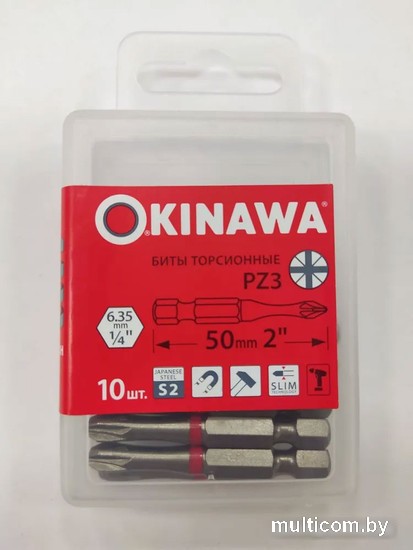 OKINAWA®
БИТЫ ТОРСИОННЫЕ
PZ3
6.35
mm
1/4"
50mm 2"
10 шт.
JAPANESE
STEEL
S2
SLIM
multicom.by